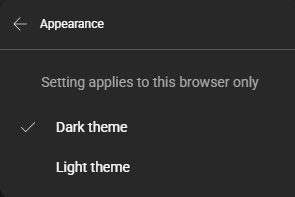 Appearance
Setting applies to this browser only
Dark theme
Light theme